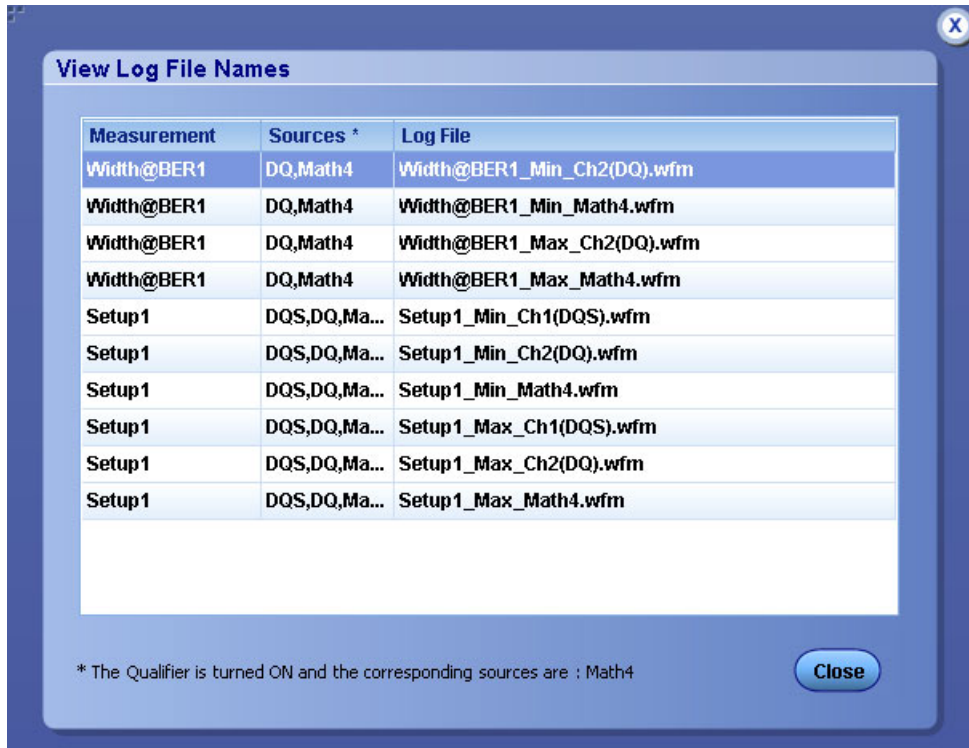 X
View Log File Names
Measurement Sources * Log File
Width@BER1 DQ,Math4 Width@BER1_Min_Ch2(DQ).wfm
Width@BER1 DQ,Math4 Width@BER1_Min_Math4.wfm
Width@BER1 DQ,Math4 Width@BER1_Max_Ch2(DQ).wfm
Width@BER1 DQ,Math4 Width@BER1_Max_Math4.wfm
Setup1 DQS,DQ,Ma... Setup1_Min_Ch1(DQS).wfm
Setup1 DQS,DQ,Ma... Setup1_Min_Ch2(DQ).wfm
Setup1 DQS,DQ,Ma... Setup1_Min_Math4.wfm
Setup1 DQS,DQ,Ma... Setup1_Max_Ch1(DQS).wfm
Setup1 DQS,DQ,Ma... Setup1_Max_Ch2(DQ).wfm
Setup1 DQS,DQ,Ma... Setup1_Max_Math4.wfm
* The Qualifier is turned ON and the corresponding sources are : Math4
Close